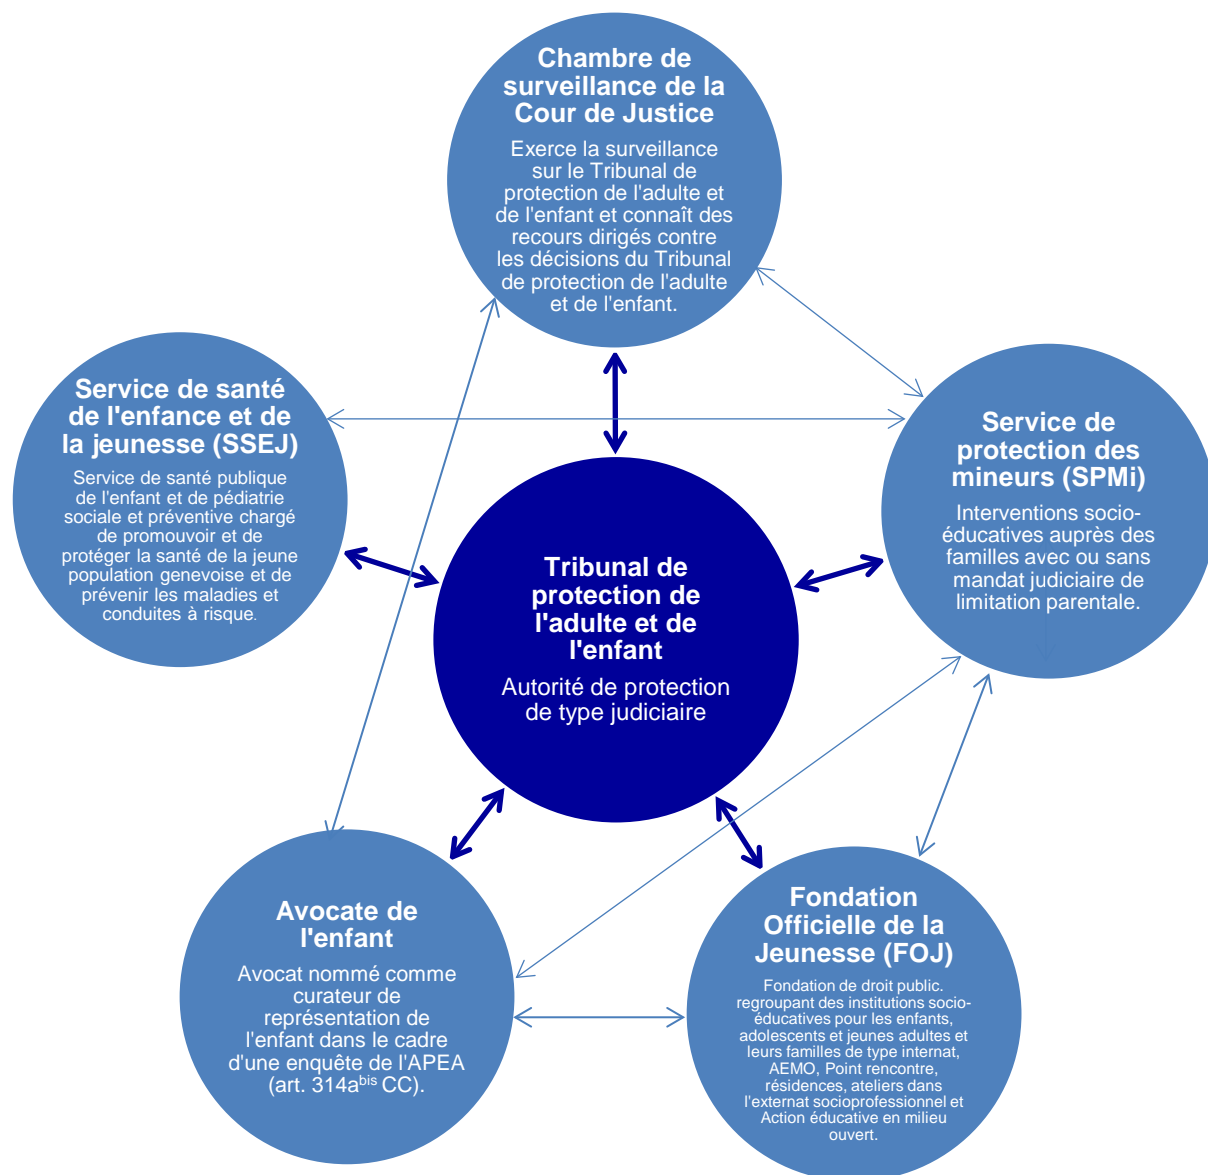 Chambre de
surveillance de la
Cour de Justice
Exerce la surveillance
sur le Tribunal de
protection de l'adulte et
de l'enfant et connaît des
recours dirigés contre
les décisions du Tribunal
de protection de l'adulte
et de l'enfant.
Service de santé
de l'enfance et de
la jeunesse (SSEJ)
Service de santé publique
de l'enfant et de pédiatrie
sociale et préventive chargé
de promouvoir et de
protéger la santé de la jeune
population genevoise et de
prévenir les maladies et
conduites à risque.
Service de
protection des
mineurs (SPMi)
Interventions socio-
éducatives auprès des
familles avec ou sans
mandat judiciaire de
limitation parentale.
Tribunal de
protection de
l'adulte et de
l'enfant
Autorité de protection
de type judiciaire
Avocate de
l'enfant
Avocat nommé comme
curateur de
représentation de
l'enfant dans le cadre
d'une enquête de l'APEA
(art. 314a<sup>bis</sup> CC).
Fondation
Officielle de la
Jeunesse (FOJ)
Fondation de droit public.
regroupant des institutions socio-
éducatives pour les enfants,
adolescents et jeunes adultes et
leurs familles de type internat,
AEMO, Point rencontre,
résidences, ateliers dans
l'externat socioprofessionnel et
Action éducative en milieu
ouvert.